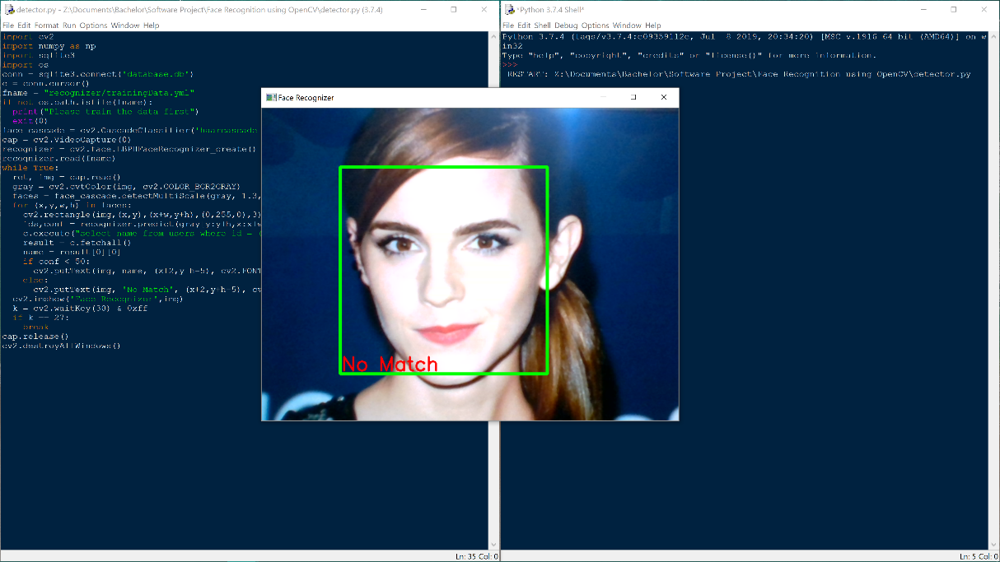 detector.py - Z:\Documents\Bachelor\Software Project\Face Recognition using OpenCV\detector.py (3.7.4)
File Edit Format Run Options Window Help
import cv2
import numpy as np
import sqlite3
import os
conn = sqlite3.connect('database.db')
c = conn.cursor()
fname = "recognizer/trainingData.yml"
if not os.path.isfile(fname):
  print("Please train the data first")
  exit(0)
face_cascade = cv2.CascadeClassifier('haarcascade
cap = cv2.VideoCapture(0)
recognizer = cv2.face.LBPHFaceRecognizer_create()
recognizer.read(fname)
while True:
  ret, img = cap.read()
  gray = cv2.cvtColor(img, cv2.COLOR_BGR2GRAY)
  faces = face_cascade.detectMultiScale(gray, 1.3,
  for (x,y,w,h) in faces:
    cv2.rectangle(img,(x,y),(x+w,y+h),(0,255,0),3)
    ids,conf = recognizer.predict(gray[y:y+h,x:x+w
    c.execute("select name from users where id = (
    result = c.fetchall()
    name = result[0][0]
    if conf < 50:
      cv2.putText(img, name, (x+2,y+h-5), cv2.FONT
    else:
      cv2.putText(img, 'No Match', (x+2,y+h-5), cv
  cv2.imshow('Face Recognizer',img)
  k = cv2.waitKey(30) & 0xff
  if k == 27:
    break
cap.release()
cv2.destroyAllWindows()
Ln: 35 Col: 0
Face Recognizer
No Match
*Python 3.7.4 Shell*
File Edit Shell Debug Options Window Help
Python 3.7.4 (tags/v3.7.4:e09359112e, Jul  8 2019, 20:34:20) [MSC v.1916 64 bit (AMD64)] on w
in32
Type "help", "copyright", "credits" or "license()" for more information.
>>>
 RESTART: Z:\Documents\Bachelor\Software Project\Face Recognition using OpenCV\detector.py
Ln: 5 Col: 0